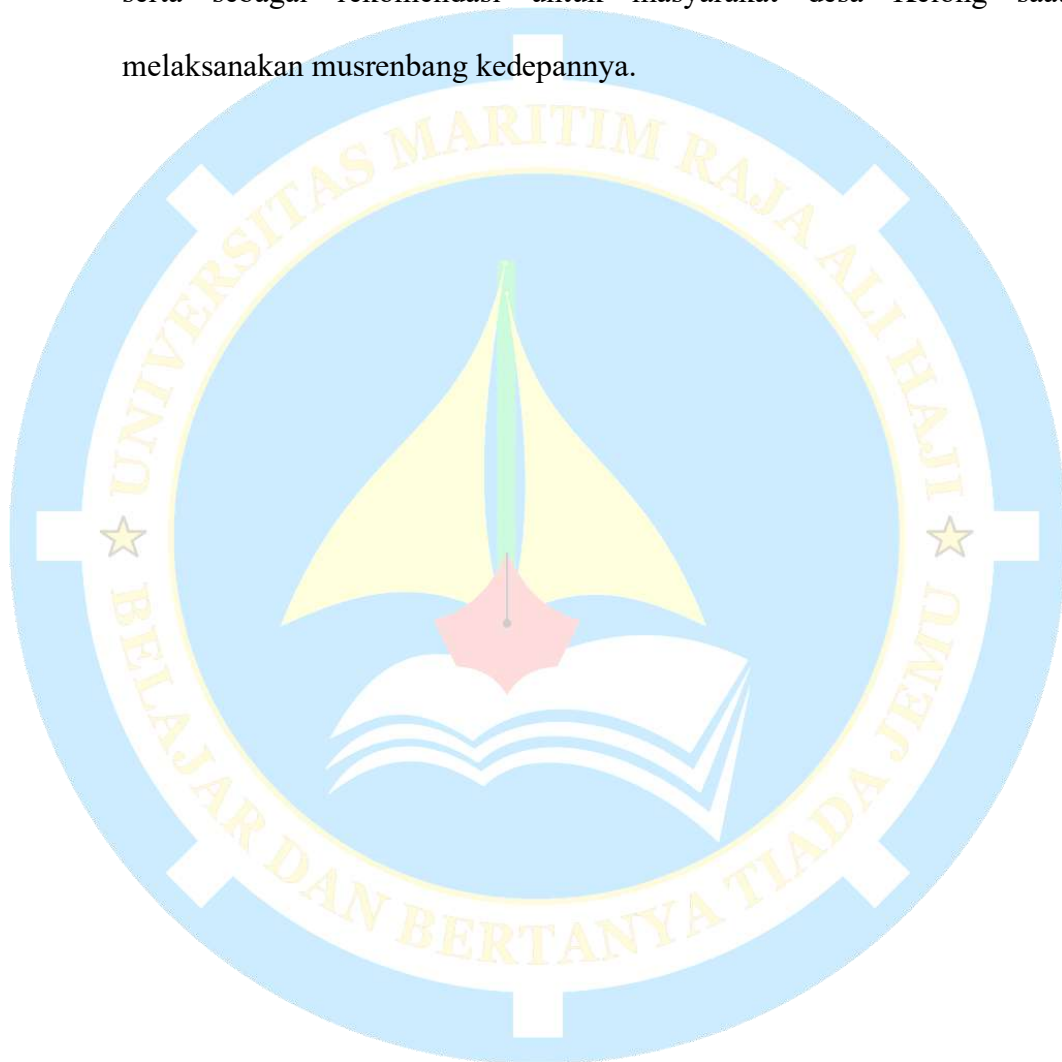 serta sebagai rekomendasi untuk masyarakat desa Kelong saat
melaksanakan musrenbang kedepannya.
UNIVERSITAS MARITIM RAJA ALI HAJI
BELAJAR DAN BERTANYA TIADA JEMU